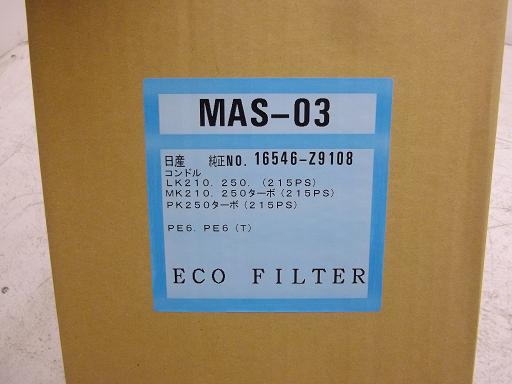 MAS-03
日産 純正NO. 16546-Z9108
コンドル
LK210. 250. (215PS)
MK210. 250ターボ(215PS)
PK250ターボ(215PS)
PE6. PE6(T)
ECO FILTER